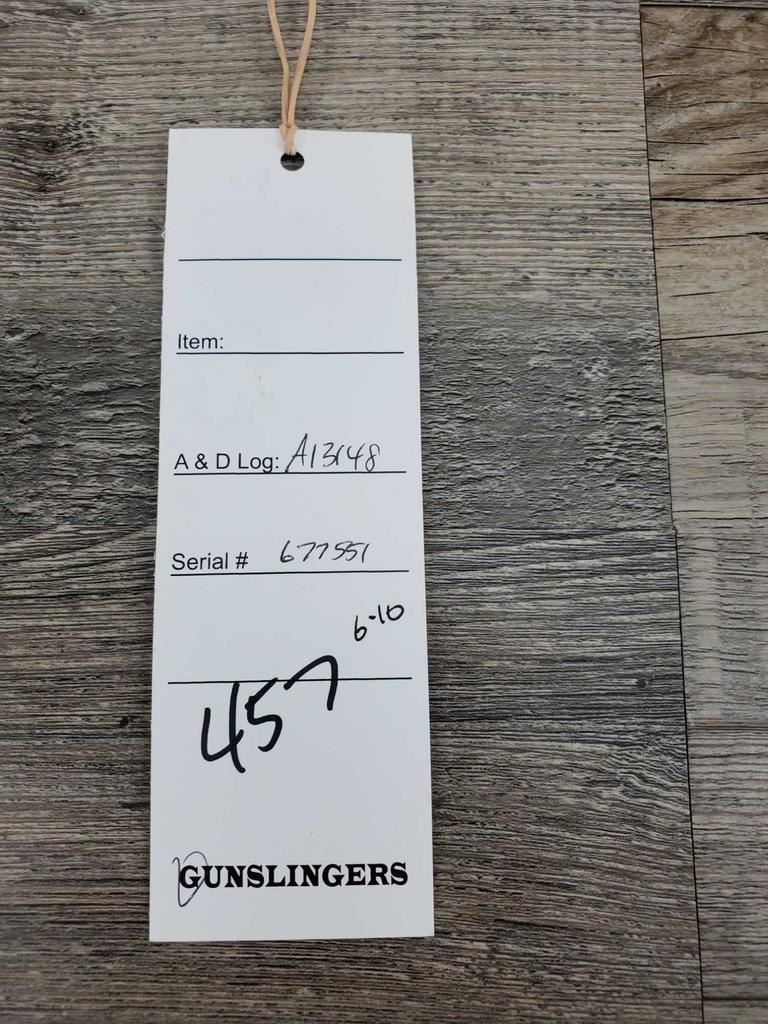 Item:
A & D Log: A13148
Serial # 677551
6-10
457
GUNSLINGERS